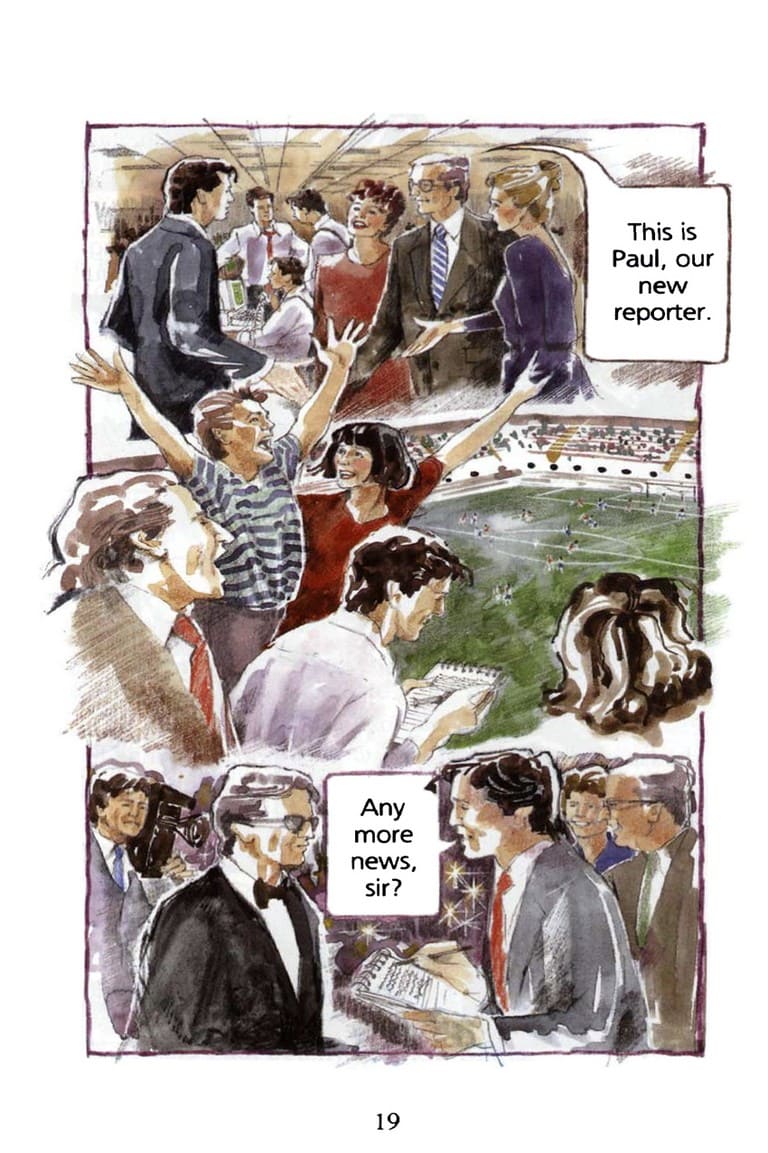 This is
Paul, our
new
reporter.
Any
more
news,
sir?
19